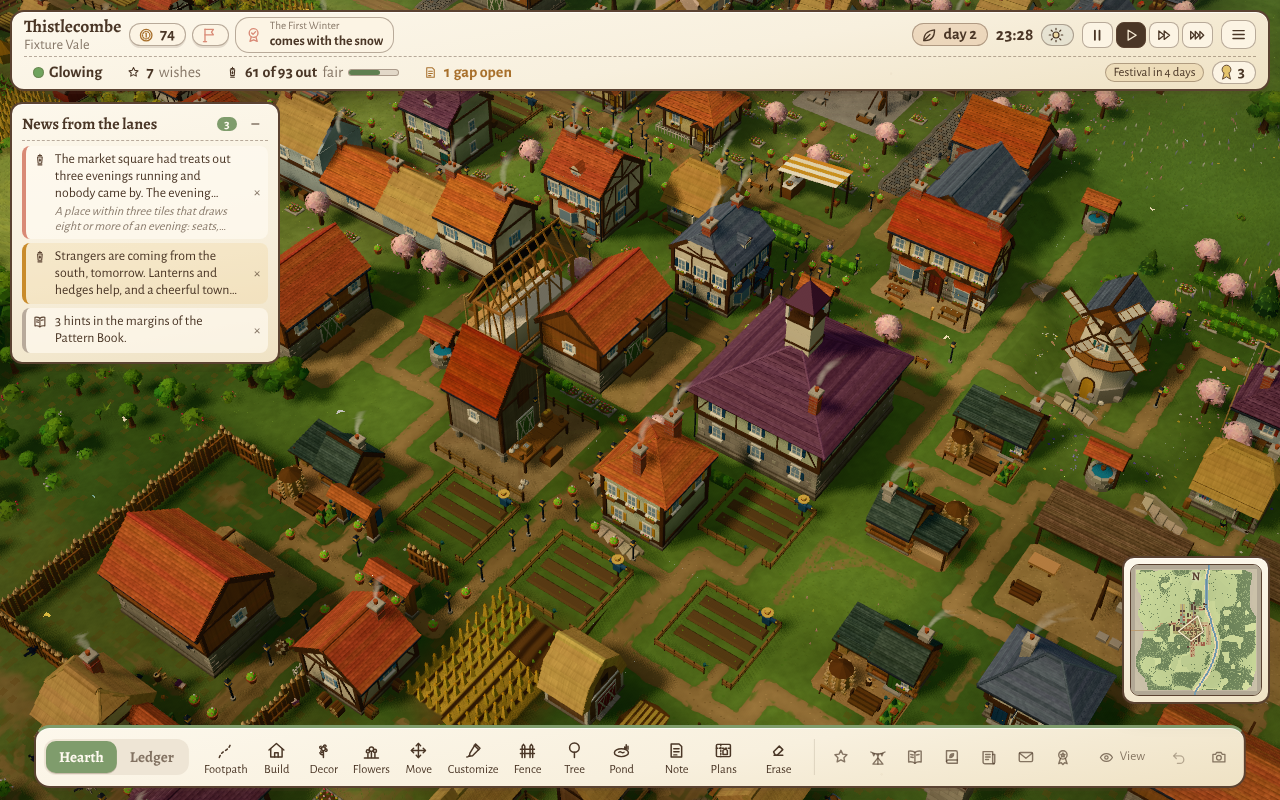 Thistlecombe
Fixture Vale
74
The First Winter
comes with the snow
day 2
23:28
Glowing
7 wishes
61 of 93 out fair
1 gap open
Festival in 4 days
3
News from the lanes
3
The market square had treats out
three evenings running and
nobody came by. The evening...
A place within three tiles that draws
eight or more of an evening: seats,...
Strangers are coming from the
south, tomorrow. Lanterns and
hedges help, and a cheerful town...
3 hints in the margins of the
Pattern Book.
N
Hearth
Ledger
Footpath
Build
Decor
Flowers
Move
Customize
Fence
Tree
Pond
Note
Plans
Erase
View